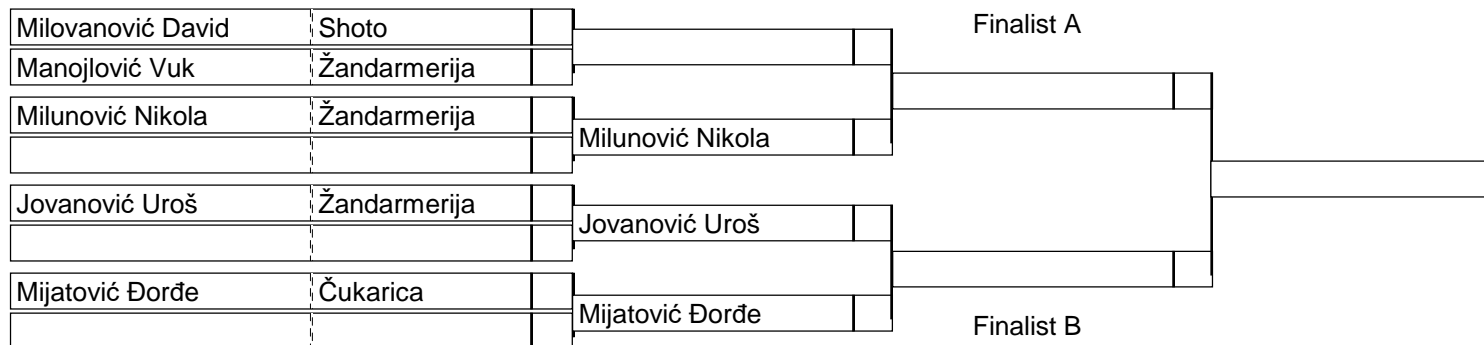 Milovanović David Shoto
Finalist A
Manojlović Vuk Žandarmerija
Milunović Nikola Žandarmerija
Milunović Nikola
Jovanović Uroš Žandarmerija
Jovanović Uroš
Mijatović Đorđe Čukarica
Mijatović Đorđe
Finalist B